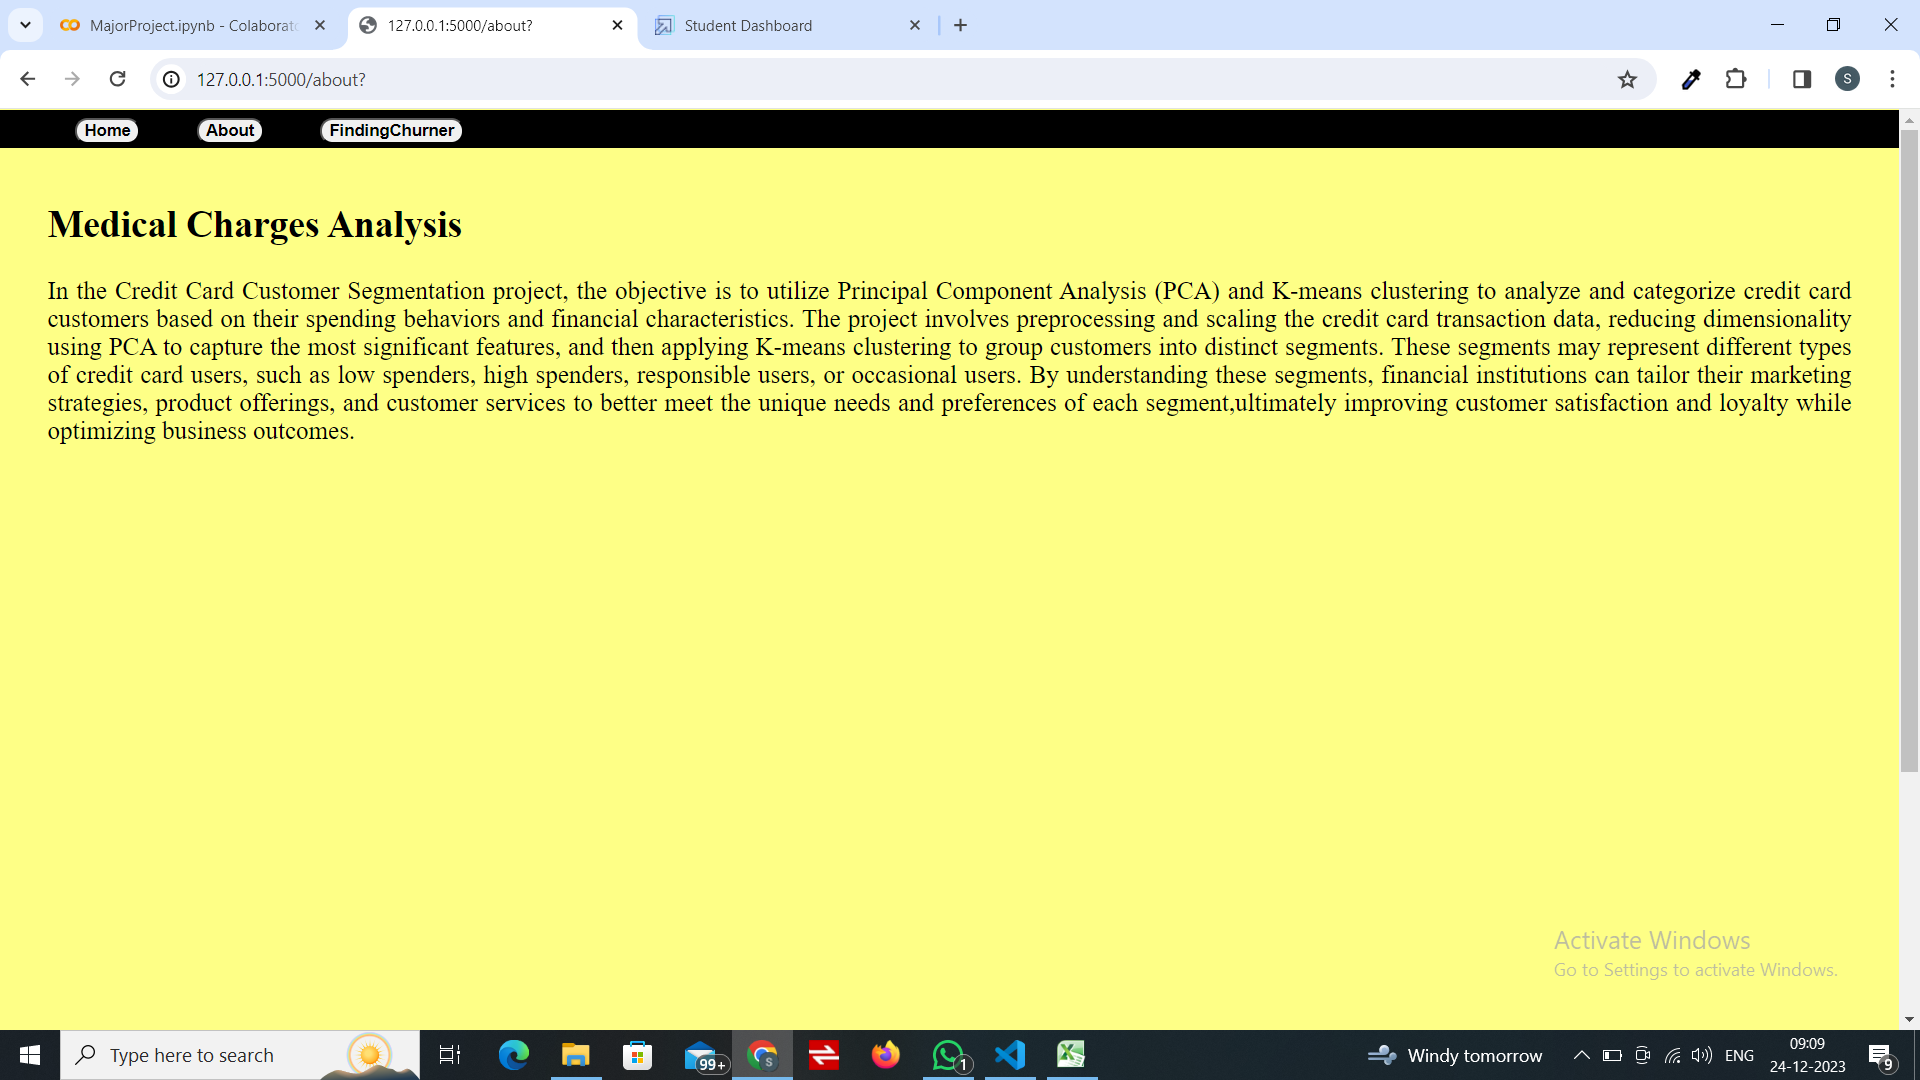 MajorProject.ipynb - Colaborato
127.0.0.1:5000/about?
Student Dashboard
127.0.0.1:5000/about?
S
Home
About
FindingChurner
Medical Charges Analysis
In the Credit Card Customer Segmentation project, the objective is to utilize Principal Component Analysis (PCA) and K-means clustering to analyze and categorize credit card
customers based on their spending behaviors and financial characteristics. The project involves preprocessing and scaling the credit card transaction data, reducing dimensionality
using PCA to capture the most significant features, and then applying K-means clustering to group customers into distinct segments. These segments may represent different types
of credit card users, such as low spenders, high spenders, responsible users, or occasional users. By understanding these segments, financial institutions can tailor their marketing
strategies, product offerings, and customer services to better meet the unique needs and preferences of each segment,ultimately improving customer satisfaction and loyalty while
optimizing business outcomes.
Activate Windows
Go to Settings to activate Windows.
Type here to search
99+
S
1
Windy tomorrow
ENG
09:09
24-12-2023
9